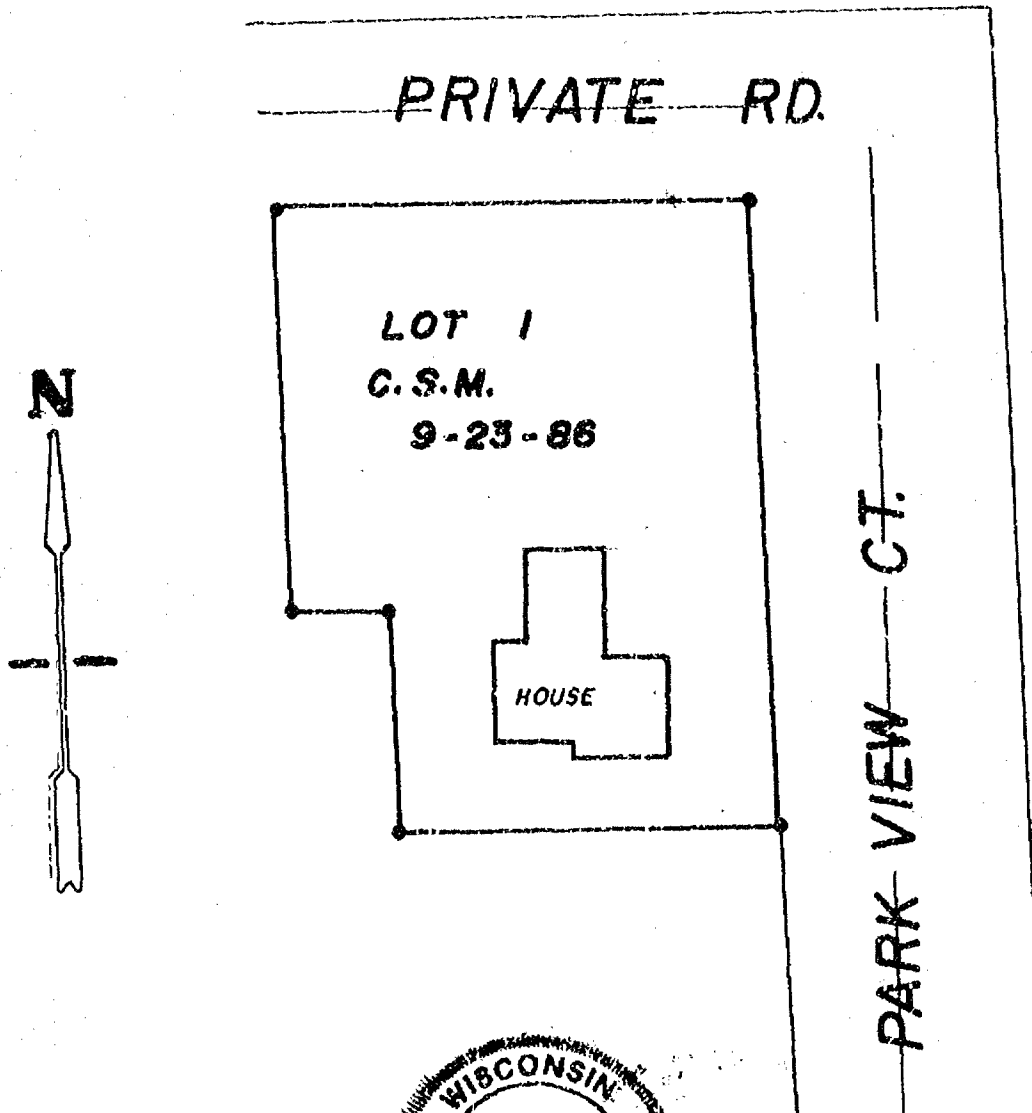 PRIVATE RD.
LOT 1
C.S.M.
9-23-86
N
PARK VIEW CT.
HOUSE
WISCONSIN